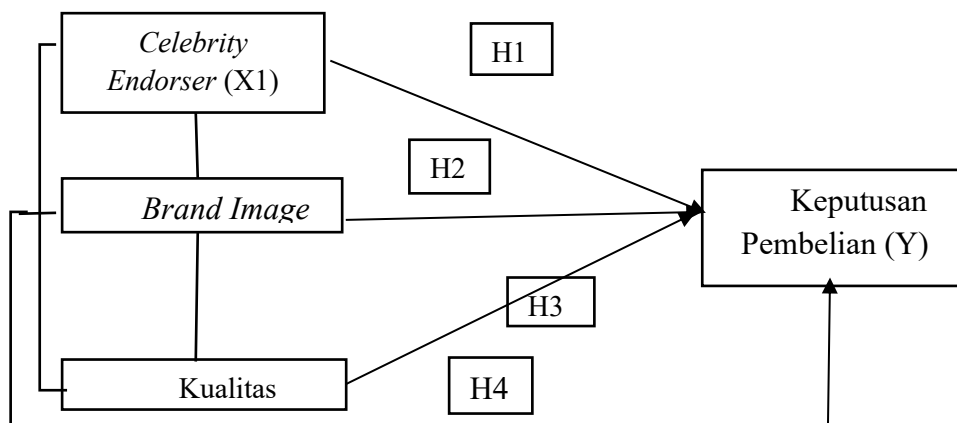 Celebrity
Endorser (X1)
H1
H2
Brand Image
Keputusan
Pembelian (Y)
H3
Kualitas
H4